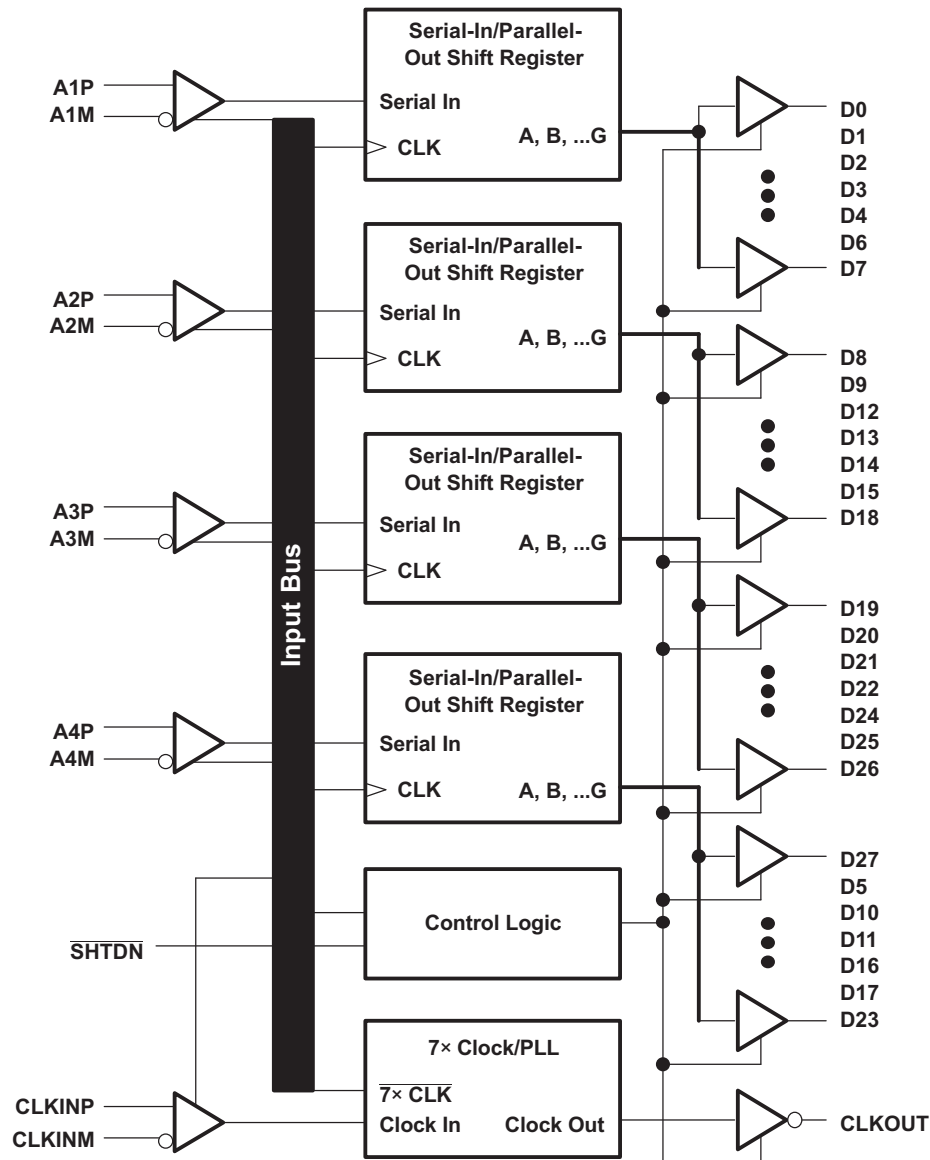 Serial-In/Parallel-
Out Shift Register
A1P
A1M
Serial In
CLK
A, B, ...G
D0
D1
D2
D3
D4
D6
D7
Serial-In/Parallel-
Out Shift Register
A2P
A2M
Serial In
CLK
A, B, ...G
D8
D9
D12
D13
D14
D15
D18
Serial-In/Parallel-
Out Shift Register
A3P
A3M
Serial In
CLK
A, B, ...G
Input Bus
D19
D20
D21
D22
D24
D25
D26
Serial-In/Parallel-
Out Shift Register
A4P
A4M
Serial In
CLK
A, B, ...G
D27
D5
D10
D11
D16
D17
D23
Control Logic
SHTDN
7× Clock/PLL
7× CLK
CLKINP
CLKINM
Clock In
Clock Out
CLKOUT